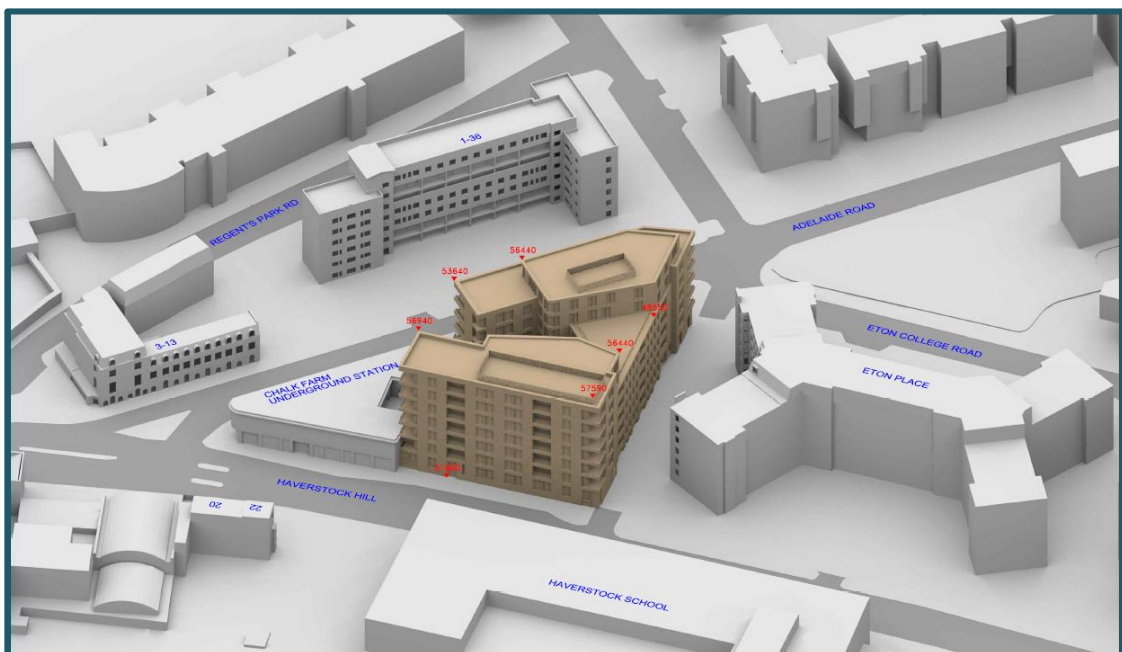 1-36
REGENT'S PARK RD
ADELAIDE ROAD
56440
53640
56940
3-13
CHALK FARM
UNDERGROUND STATION
56440
57590
ETON COLLEGE ROAD
ETON PLACE
HAVERSTOCK HILL
20
22
HAVERSTOCK SCHOOL